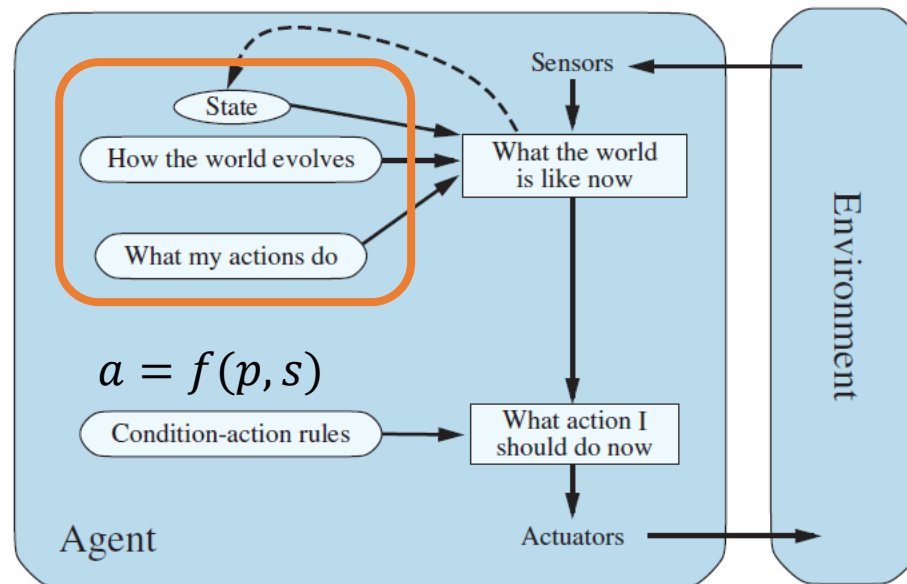 Sensors
State
How the world evolves
What the world
is like now
What my actions do
a = f(p, s)
Condition-action rules
What action I
should do now
Agent
Actuators
Environment